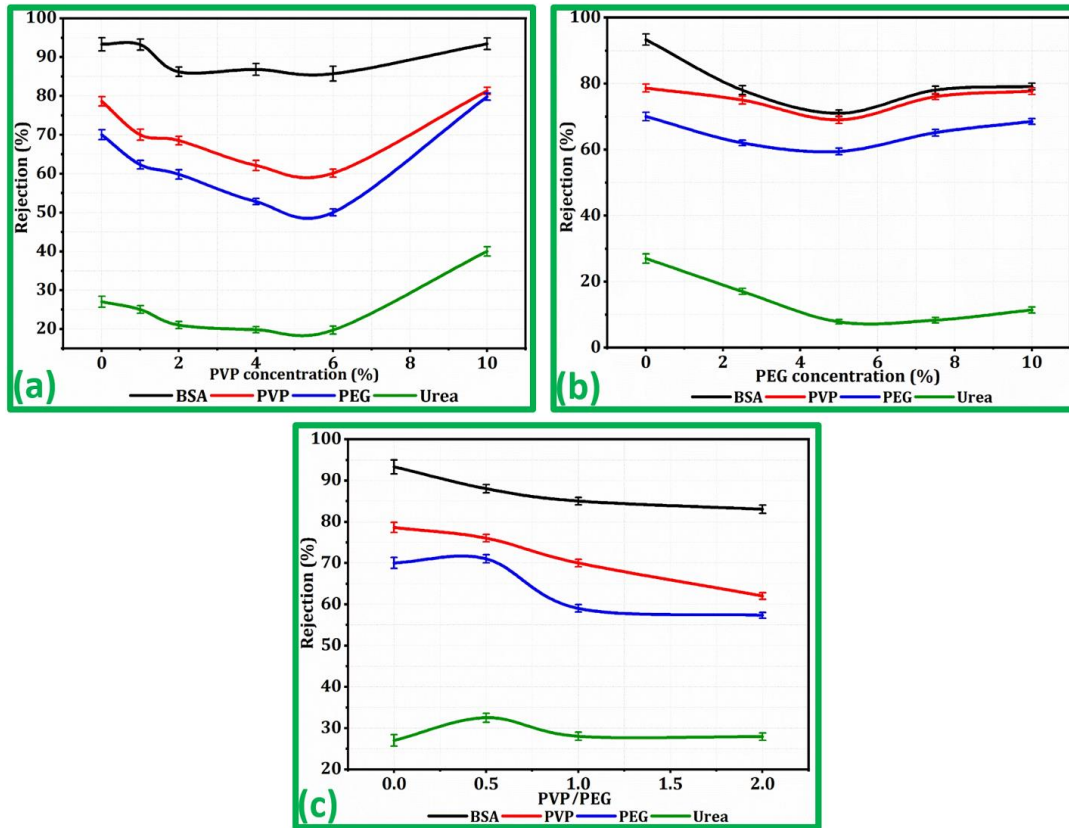 100
90
80
70
60
50
40
30
20
Rejection (%)
0 2 4 6 8 10
PVP concentration (%)
(a)
BSA PVP PEG Urea
100
80
60
40
20
0
Rejection (%)
0 2 4 6 8 10
PEG concentration (%)
(b)
BSA PVP PEG Urea
100
90
80
70
60
50
40
30
20
Rejection (%)
0.0 0.5 1.0 1.5 2.0
PVP/PEG
(c)
BSA PVP PEG Urea